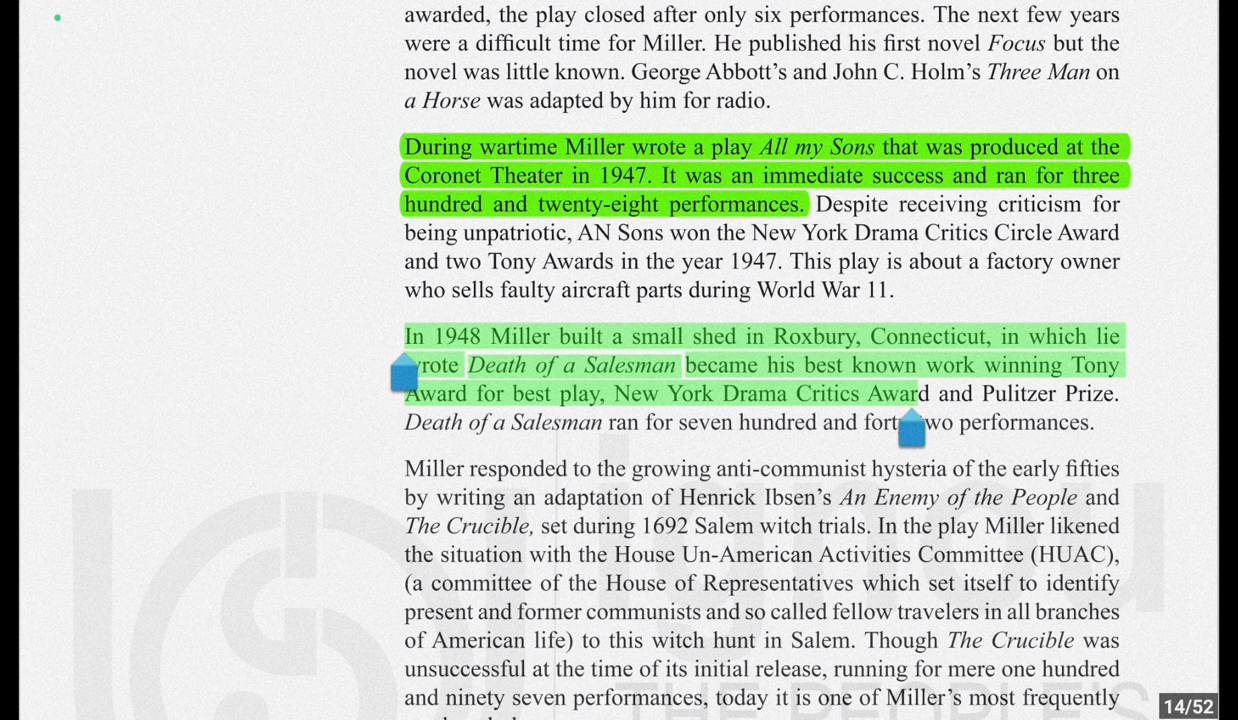 awarded, the play closed after only six performances. The next few years
were a difficult time for Miller. He published his first novel Focus but the
novel was little known. George Abbott's and John C. Holm's Three Man on
a Horse was adapted by him for radio.
During wartime Miller wrote a play All my Sons that was produced at the
Coronet Theater in 1947. It was an immediate success and ran for three
hundred and twenty-eight performances. Despite receiving criticism for
being unpatriotic, AN Sons won the New York Drama Critics Circle Award
and two Tony Awards in the year 1947. This play is about a factory owner
who sells faulty aircraft parts during World War 11.
In 1948 Miller built a small shed in Roxbury, Connecticut, in which lie
wrote Death of a Salesman became his best known work winning Tony
Award for best play, New York Drama Critics Award and Pulitzer Prize.
Death of a Salesman ran for seven hundred and forty two performances.
Miller responded to the growing anti-communist hysteria of the early fifties
by writing an adaptation of Henrick Ibsen's An Enemy of the People and
The Crucible, set during 1692 Salem witch trials. In the play Miller likened
the situation with the House Un-American Activities Committee (HUAC),
(a committee of the House of Representatives which set itself to identify
present and former communists and so called fellow travelers in all branches
of American life) to this witch hunt in Salem. Though The Crucible was
unsuccessful at the time of its initial release, running for mere one hundred
and ninety seven performances, today it is one of Miller's most frequently
ignou
THE PEOPLE'S
14/52